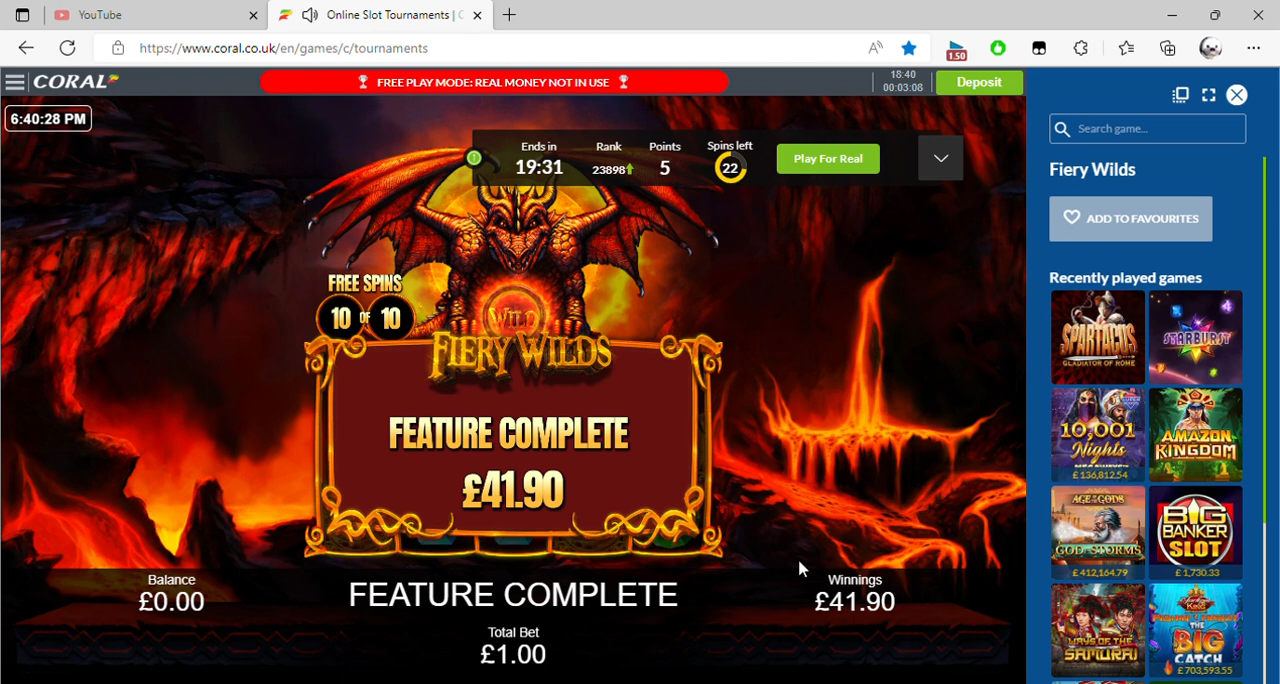 YouTube
Online Slot Tournaments | C
https://www.coral.co.uk/en/games/c/tournaments
1.50
CORAL
FREE PLAY MODE: REAL MONEY NOT IN USE
18:40
00:03:08
Deposit
6:40:28 PM
Ends in
19:31
Rank
23898
Points
5
Spins left
22
Play For Real
FREE SPINS
10 OF 10
WILD
FIERY WILDS
FEATURE COMPLETE
£41.90
Balance
£0.00
FEATURE COMPLETE
Winnings
£41.90
Total Bet
£1.00
Search game...
Fiery Wilds
ADD TO FAVOURITES
Recently played games
SPARTACUS
GLADIATOR OF ROME
STARBURST
10,001
Nights
£136,812.54
AMAZON
KINGDOM
AGE OF THE GODS
GOD OF STORMS
£412,164.79
BIG
BANKER
SLOT
£1,730.33
WAYS OF THE
SAMURAI
THE
BIG
CATCH
£703,593.55